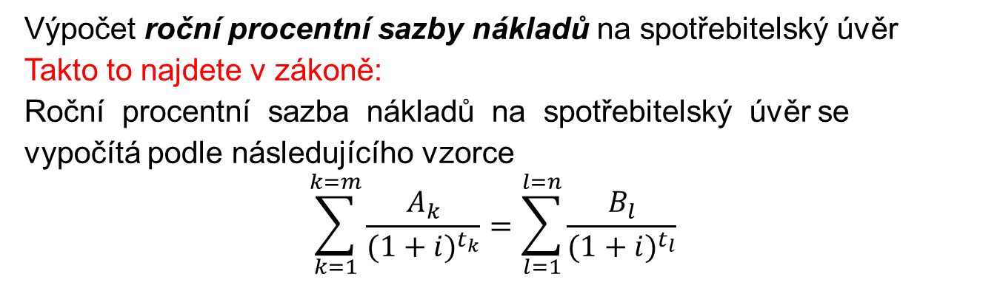 Výpočet roční procentní sazby nákladů na spotřebitelský úvěr
Takto to najdete v zákoně:
Roční procentní sazba nákladů na spotřebitelský úvěr se
vypočítá podle následujícího vzorce
$$\sum_{k=1}^{k=m} \frac{A_k}{(1+i)^{t_k}} = \sum_{l=1}^{l=n} \frac{B_l}{(1+i)^{t_l}}$$